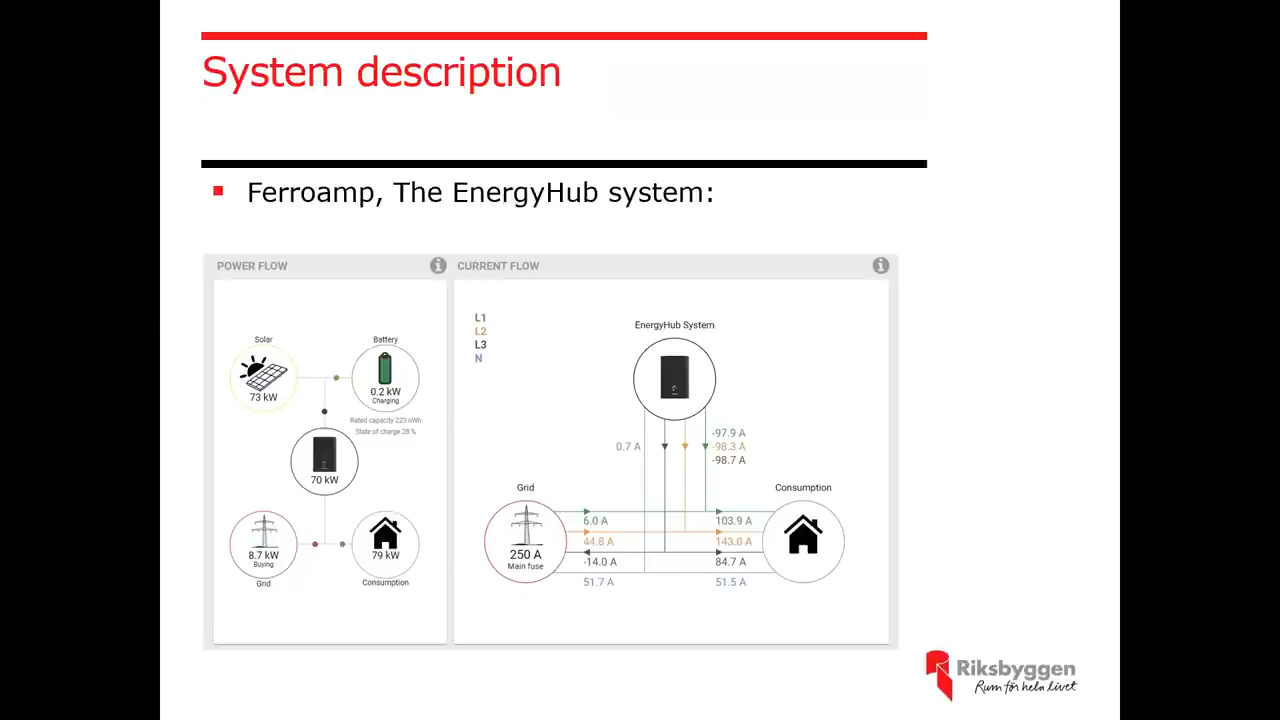 System description
Ferroamp, The EnergyHub system:
POWER FLOW
Solar
73 kW
Battery
0.2 kW
Charging
Rated capacity 223 kWh
State of charge 28 %
70 kW
8.7 kW
Buying
Grid
79 kW
Consumption
CURRENT FLOW
L1
L2
L3
N
EnergyHub System
0.7 A
-97.9 A
-98.3 A
-98.7 A
Grid
250 A
Main fuse
6.0 A
44.8 A
-14.0 A
51.7 A
103.9 A
143.0 A
84.7 A
51.5 A
Consumption
Riksbyggen
Rum för hela livet